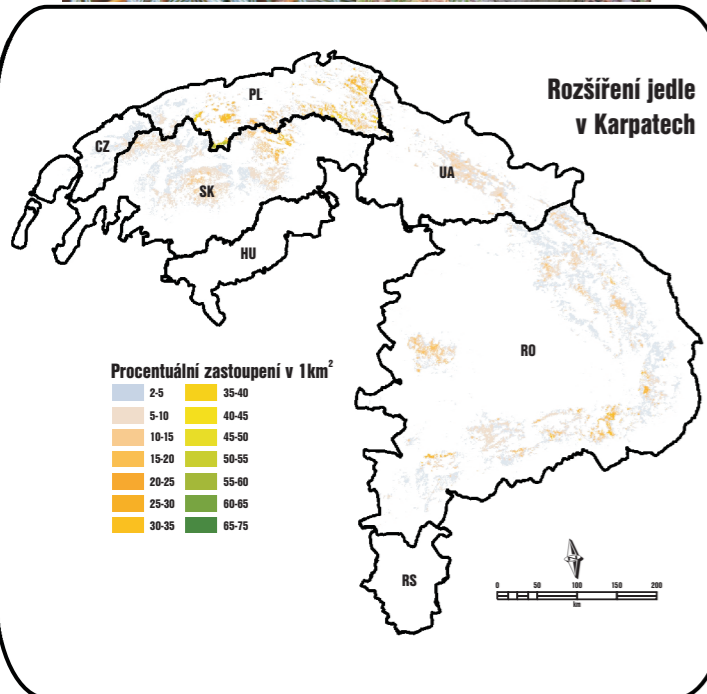 Rozšíření jedle
v Karpatech
PL
CZ
UA
SK
HU
RO
Procentuální zastoupení v 1km²
2-5
5-10
10-15
15-20
20-25
25-30
30-35
35-40
40-45
45-50
50-55
55-60
60-65
65-75
RS
0 50 100 150 200
km